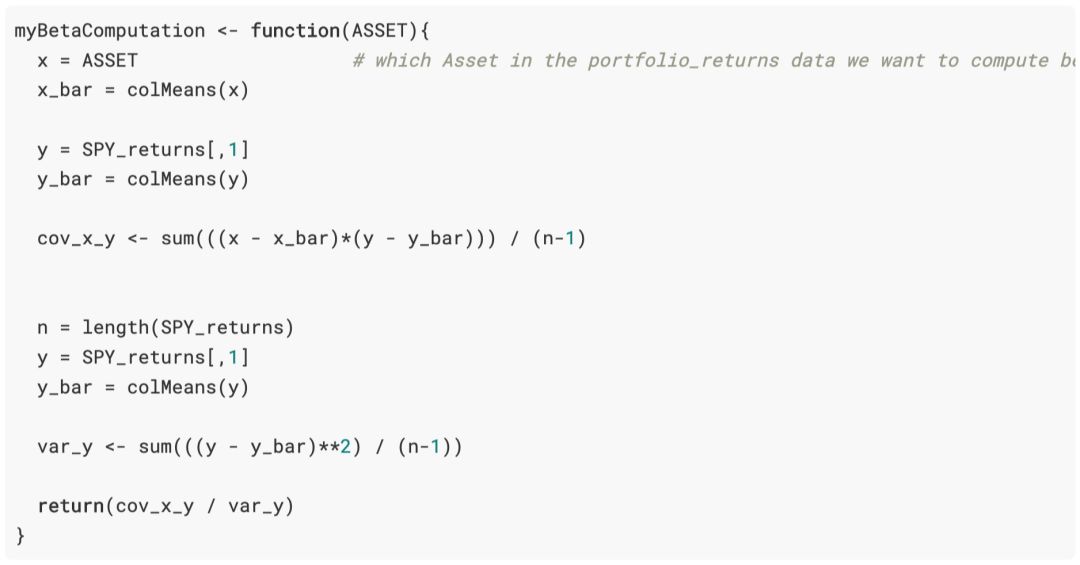 myBetaComputation <- function(ASSET){
  x = ASSET                   # which Asset in the portfolio_returns data we want to compute
  x_bar = colMeans(x)

  y = SPY_returns[,1]
  y_bar = colMeans(y)

  cov_x_y <- sum(((x - x_bar)*(y - y_bar))) / (n-1)


  n = length(SPY_returns)
  y = SPY_returns[,1]
  y_bar = colMeans(y)

  var_y <- sum(((y - y_bar)**2) / (n-1))

  return(cov_x_y / var_y)
}